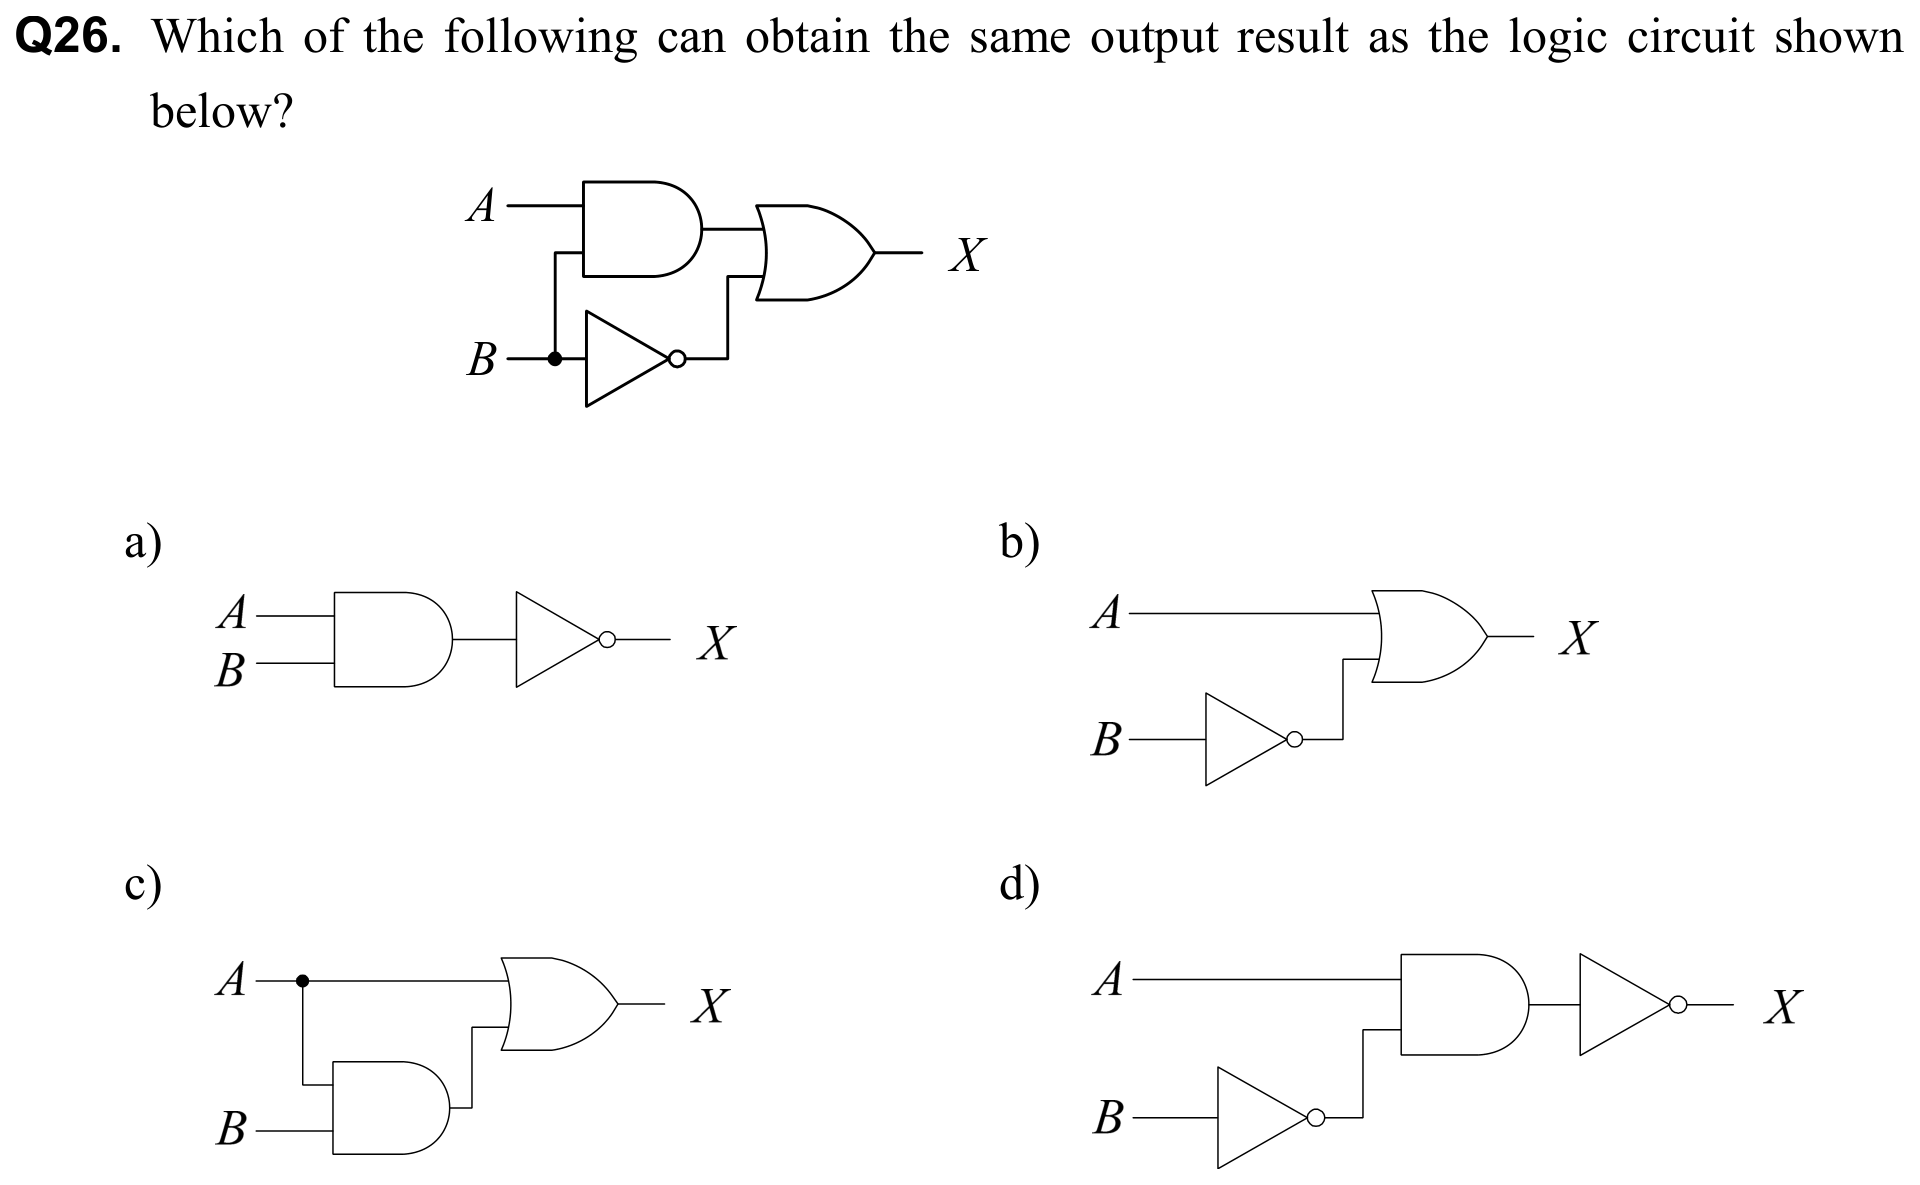 Q26. Which of the following can obtain the same output result as the logic circuit shown
below?
A
X
B
a)
b)
A
B
X
A
X
B
c)
d)
A
X
B
A
X
B